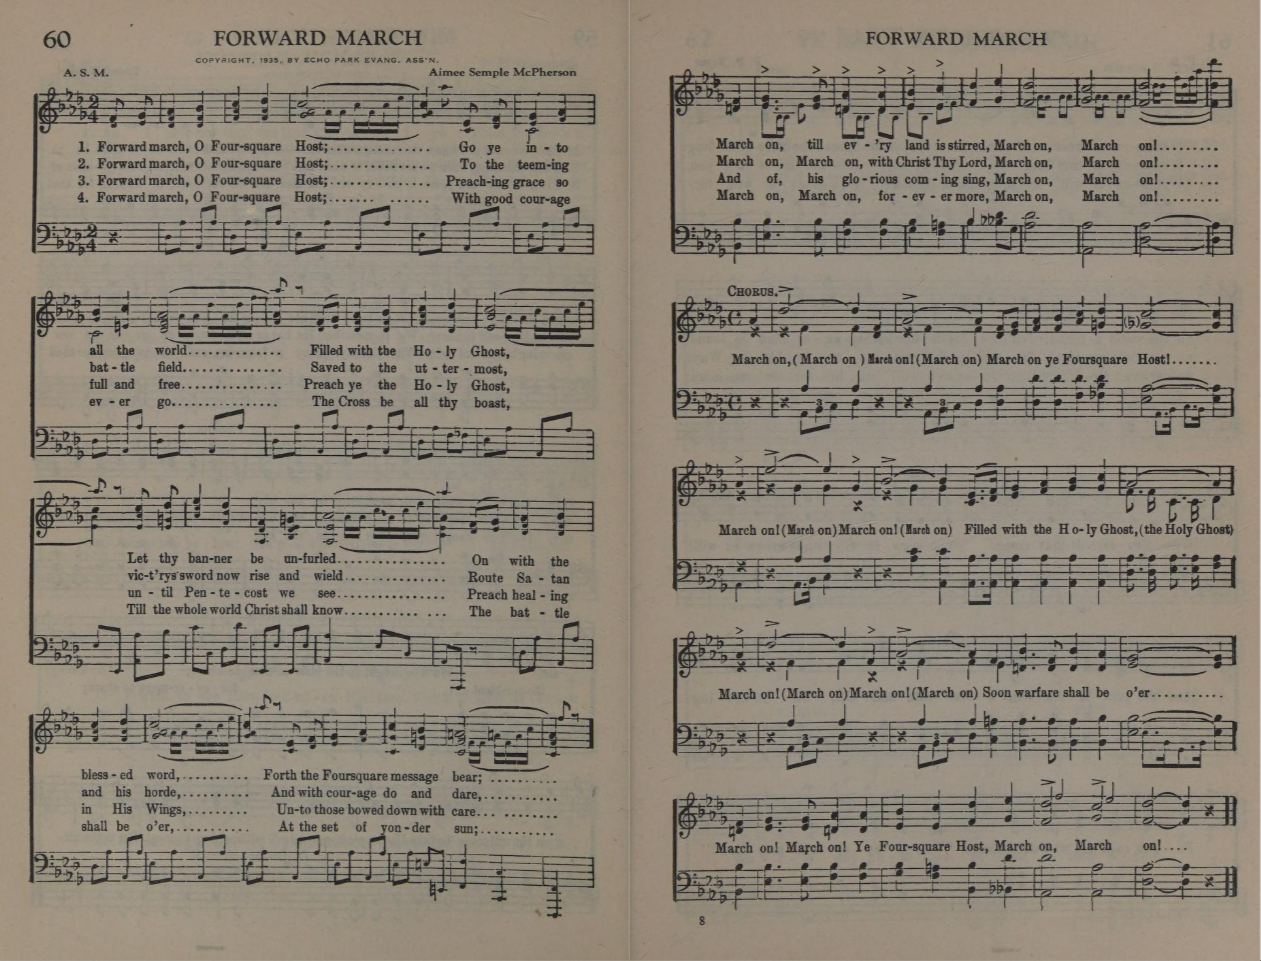 60
FORWARD MARCH
COPYRIGHT, 1935, BY ECHO PARK EVANG. ASS'N.
A. S. M.
Aimee Semple McPherson
1. Forward march, O Four-square Host;............... Go ye in - to
2. Forward march, O Four-square Host;............... To the teem-ing
3. Forward march, O Four-square Host;............... Preach-ing grace so
4. Forward march, O Four-square Host;....... ...... With good cour-age
all the world............... Filled with the Ho - ly Ghost,
bat - tle field............... Saved to the ut - ter - most,
full and free............... Preach ye the Ho - ly Ghost,
ev - er go............... The Cross be all thy boast,
Let thy ban-ner be un-furled................ On with the
vic-t'rys sword now rise and wield............... Route Sa - tan
un - til Pen - te - cost we see................ Preach heal - ing
Till the whole world Christ shall know............... The bat - tle
bless - ed word,.......... Forth the Foursquare message bear; ..........
and his horde,.......... And with cour-age do and dare,..........
in His Wings,.......... Un-to those bowed down with care... ..........
shall be o'er,.......... At the set of yon - der sun;...........
FORWARD MARCH
March on, till ev - 'ry land is stirred, March on, March on!........
March on, March on, with Christ Thy Lord, March on, March on!........
And of, his glo - rious com - ing sing, March on, March on!........
March on, March on, for - ev - er more, March on, March on!........
CHORUS.
March on, (March on) March on! (March on) March on ye Foursquare Host!.......
March on! (March on) March on! (March on) Filled with the Ho - ly Ghost, (the Holy Ghost)
March on! (March on) March on! (March on) Soon warfare shall be o'er...........
March on! March on! Ye Four-square Host, March on, March on!....
8